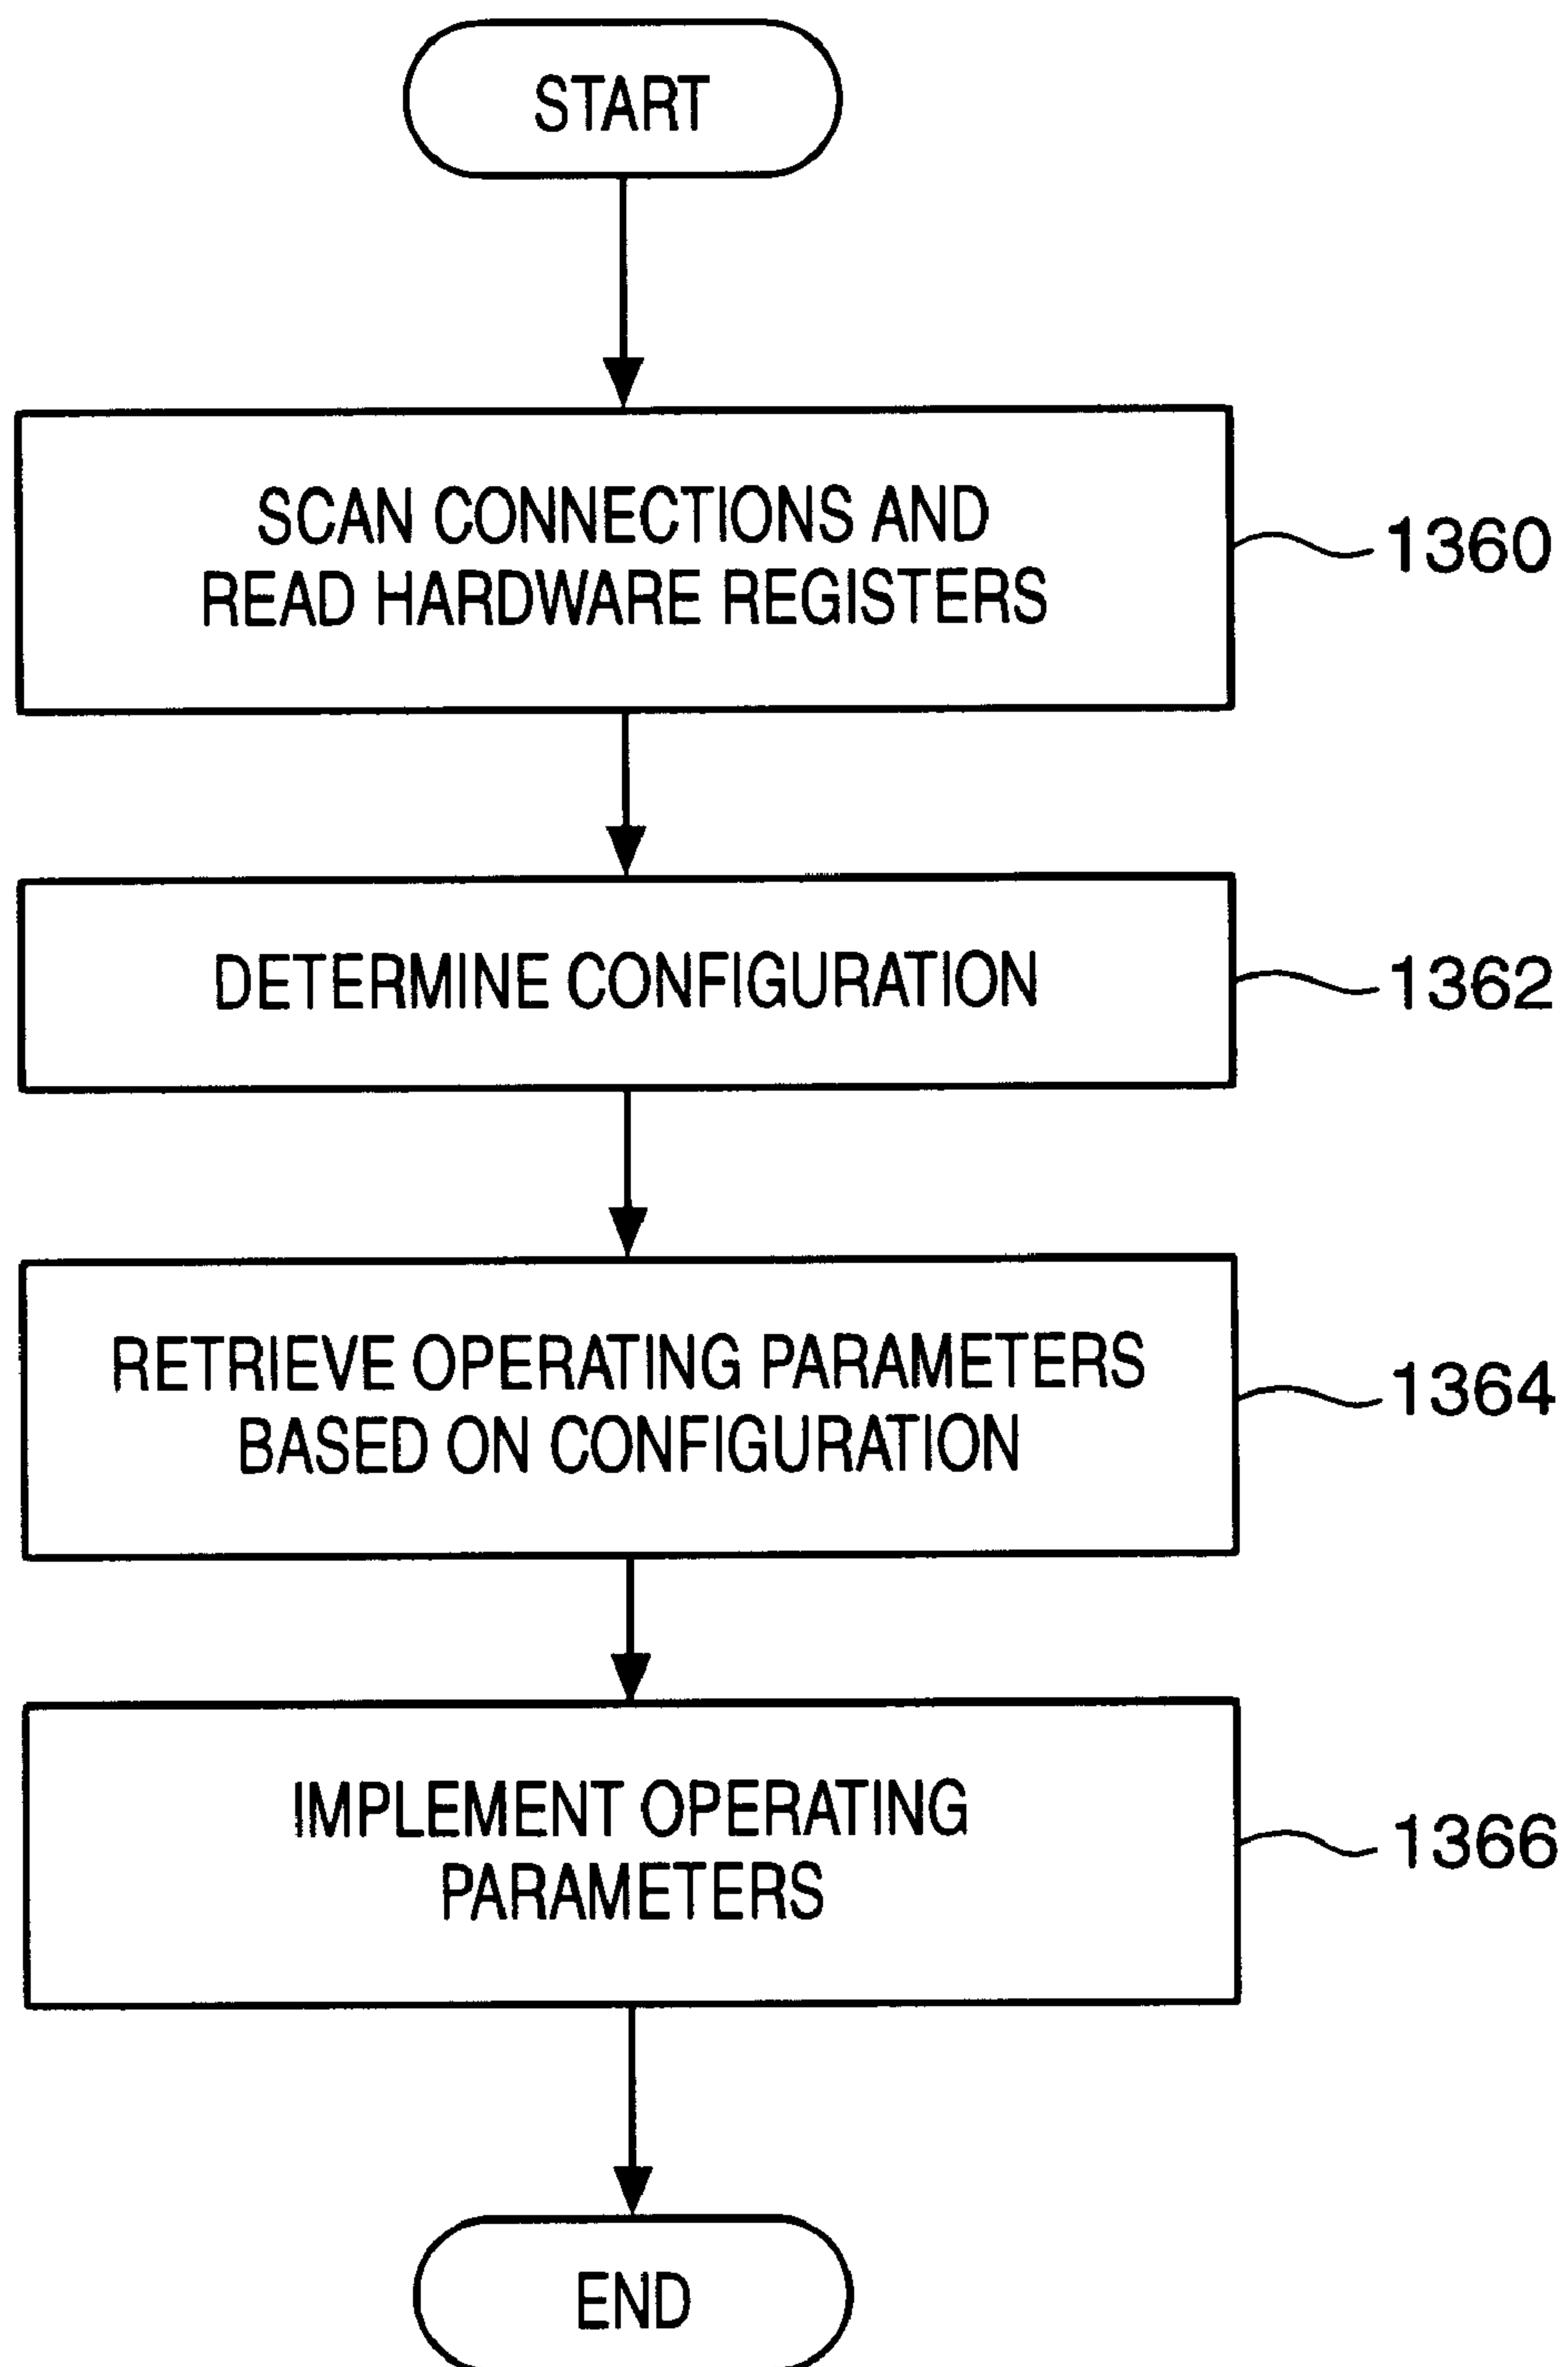 START
SCAN CONNECTIONS AND
READ HARDWARE REGISTERS
1360
DETERMINE CONFIGURATION
1362
RETRIEVE OPERATING PARAMETERS
BASED ON CONFIGURATION
1364
IMPLEMENT OPERATING
PARAMETERS
1366
END